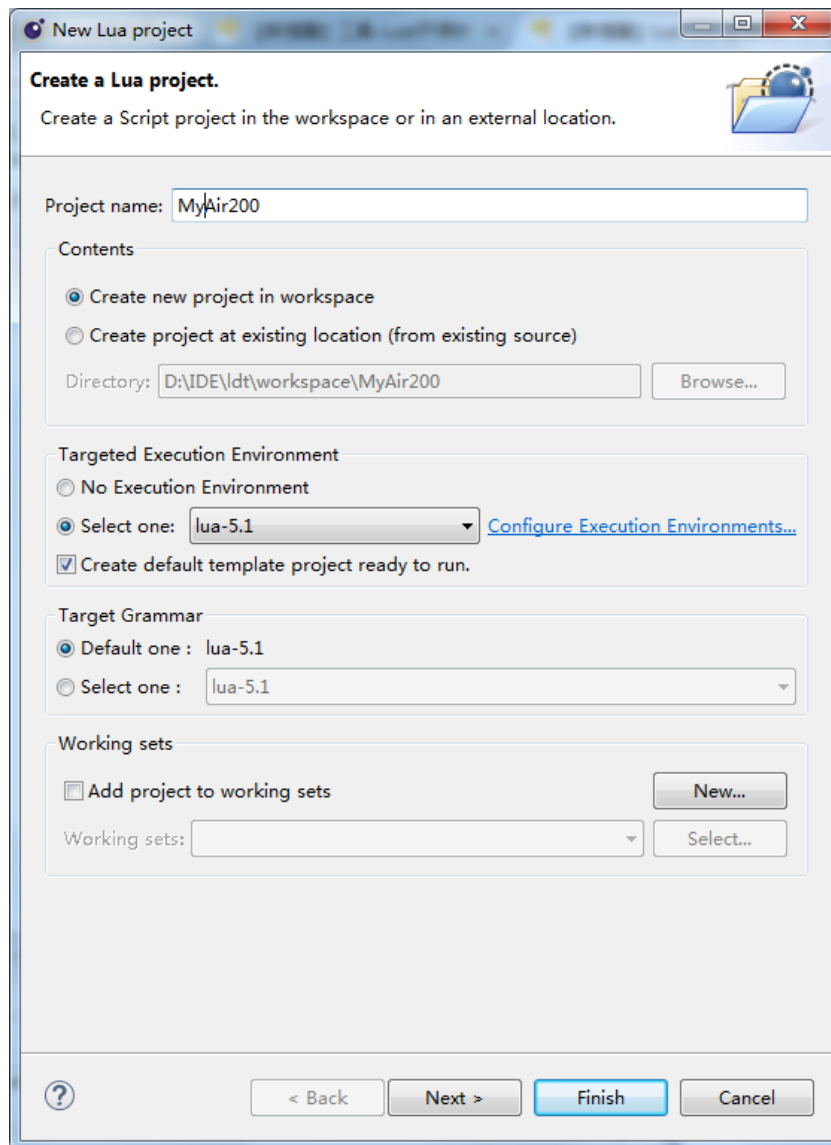 New Lua project
Create a Lua project.
Create a Script project in the workspace or in an external location.
Project name: MyAir200
Contents
Create new project in workspace
Create project at existing location (from existing source)
Directory: D:\IDE\ldt\workspace\MyAir200 Browse...
Targeted Execution Environment
No Execution Environment
Select one: lua-5.1 Configure Execution Environments...
Create default template project ready to run.
Target Grammar
Default one : lua-5.1
Select one : lua-5.1
Working sets
Add project to working sets New...
Working sets: Select...
? < Back Next > Finish Cancel